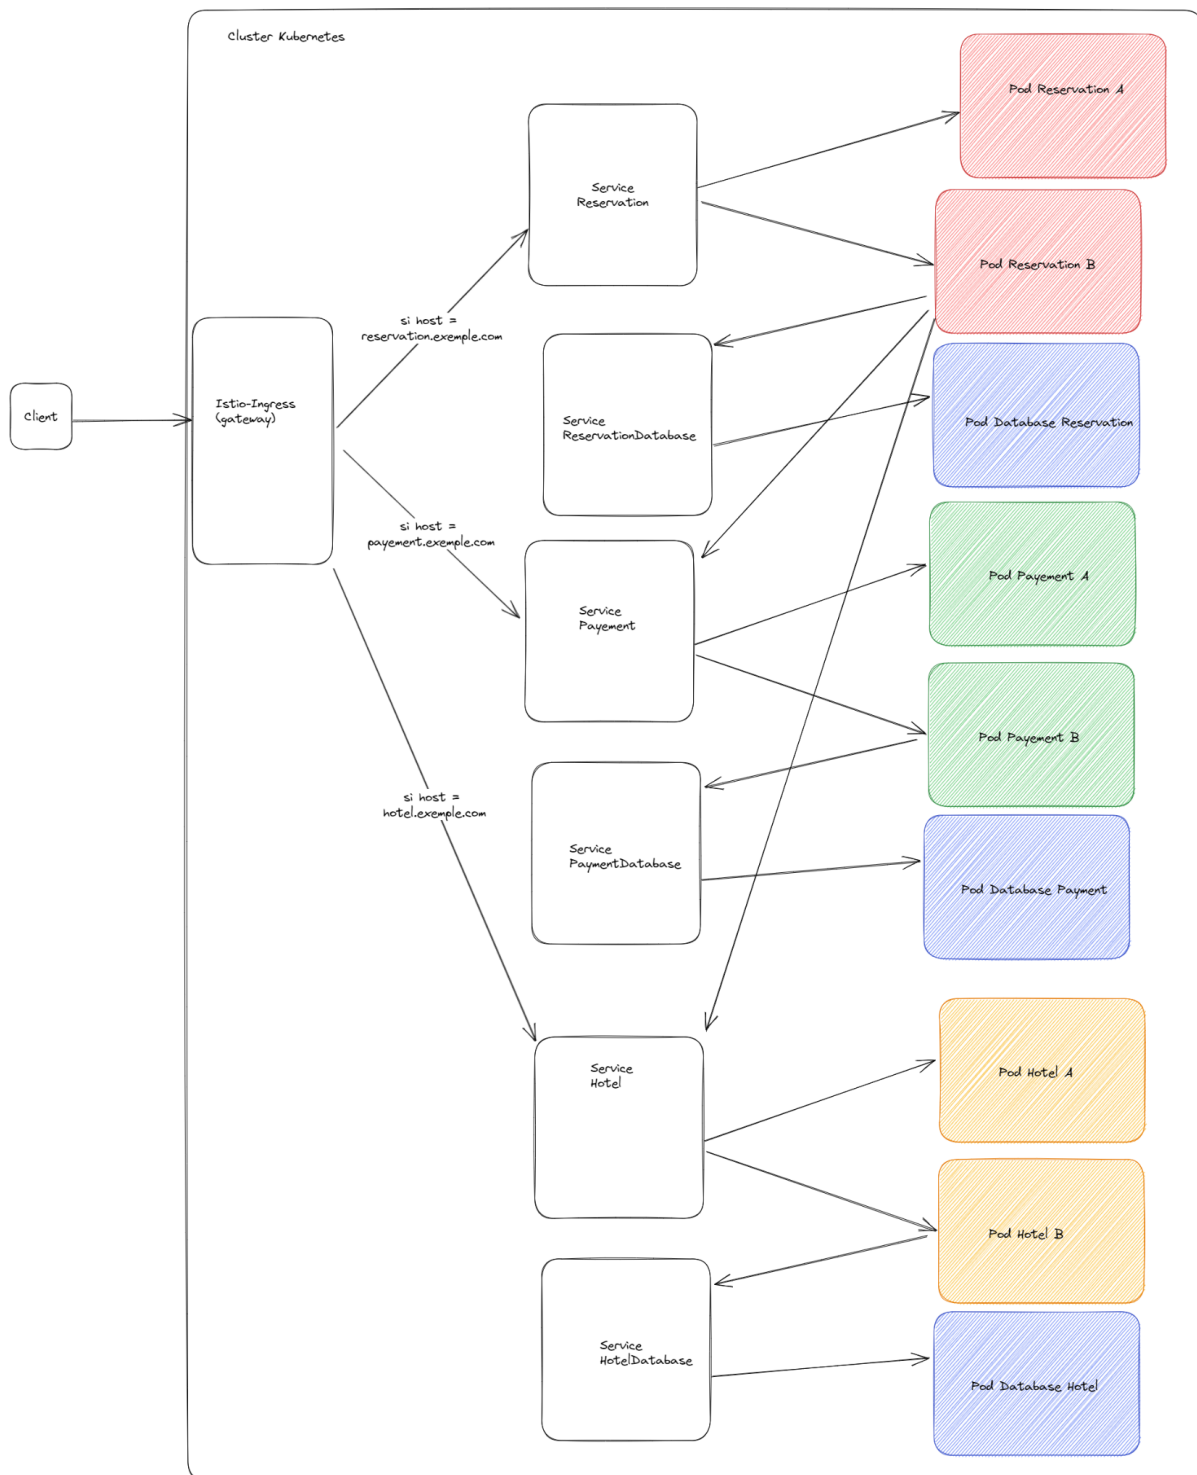 Cluster Kubernetes
Pod Reservation A
Service
Reservation
Pod Reservation B
si host =
reservation.exemple.com
Client
Istio-Ingress
(gateway)
Service
ReservationDatabase
Pod Database Reservation
si host =
payement.exemple.com
Pod Payement A
Service
Payement
Pod Payement B
si host =
hotel.exemple.com
Service
PaymentDatabase
Pod Database Payment
Service
Hotel
Pod Hotel A
Pod Hotel B
Service
HotelDatabase
Pod Database Hotel